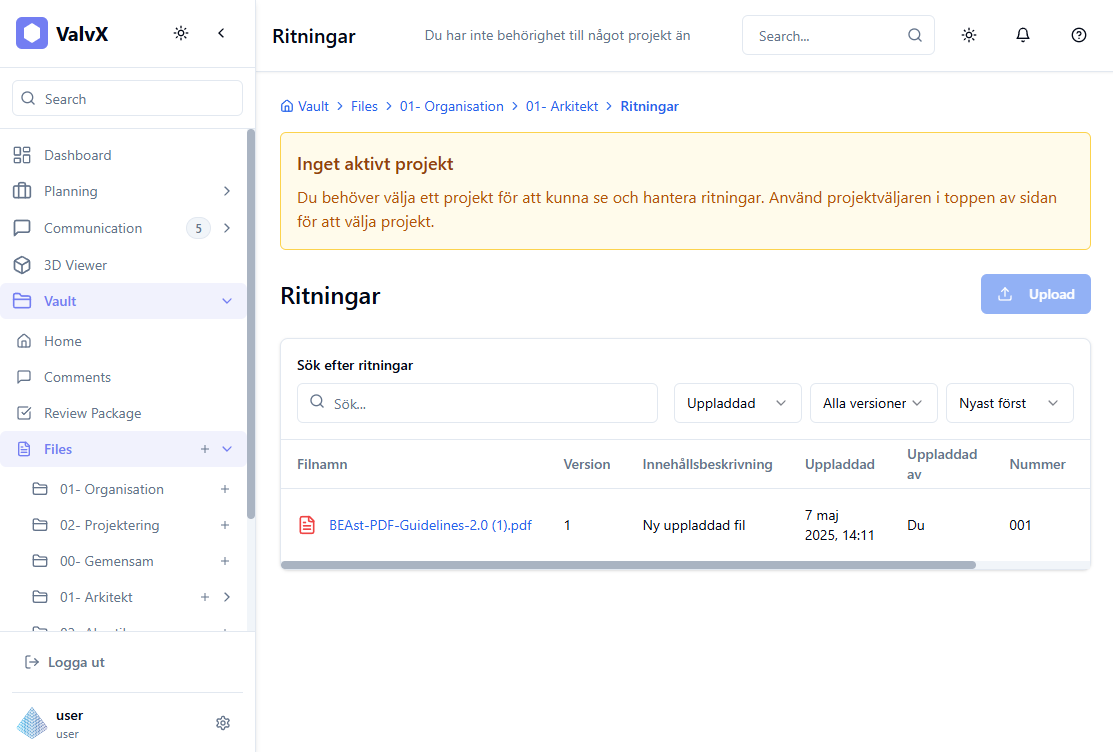 ValvX
Search
Dashboard
Planning
Communication
5
3D Viewer
Vault
Home
Comments
Review Package
Files
01- Organisation
02- Projektering
00- Gemensam
01- Arkitekt
Logga ut
user
user
Ritningar
Du har inte behörighet till något projekt än
Search...
Vault
Files
01- Organisation
01- Arkitekt
Ritningar
Inget aktivt projekt
Du behöver välja ett projekt för att kunna se och hantera ritningar. Använd projektväljaren i toppen av sidan
för att välja projekt.
Ritningar
Upload
Sök efter ritningar
Sök...
Uppladdad
Alla versioner
Nyast först
Filnamn
Version
Innehållsbeskrivning
Uppladdad
Uppladdad
av
Nummer
BEAst-PDF-Guidelines-2.0 (1).pdf
1
Ny uppladdad fil
7 maj
2025, 14:11
Du
001